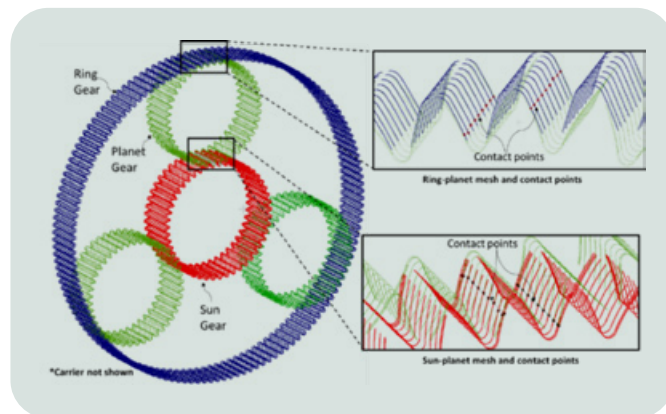 Ring
Gear
Planet
Gear
Sun
Gear
*Carrier not shown
Contact points
Ring-planet mesh and contact points
Contact points
Sun-planet mesh and contact points